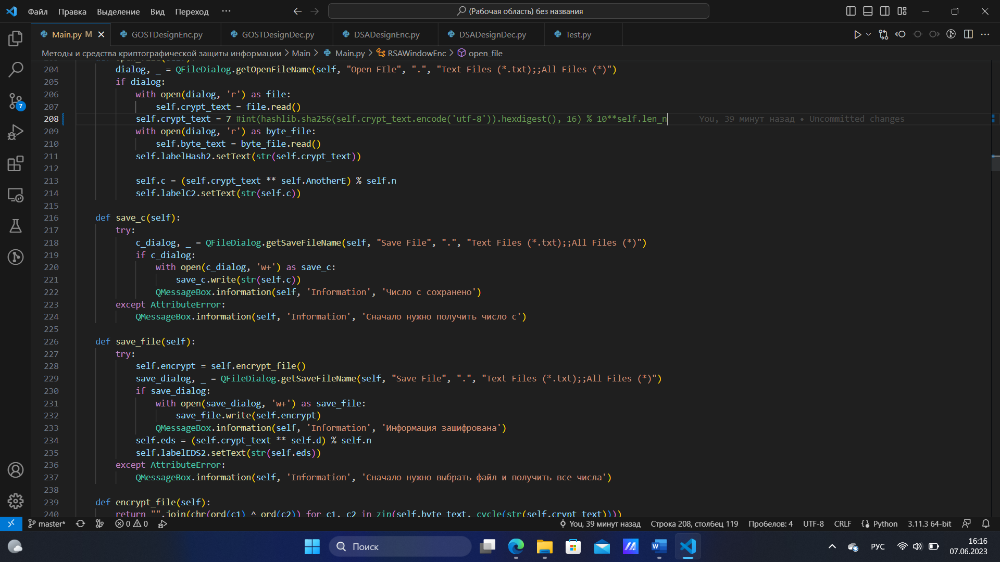 Файл Правка Выделение Вид Переход ···
(Рабочая область) без названия
Main.py M GOSTDesignEnc.py GOSTDesignDec.py DSADesignEnc.py DSADesignDec.py Test.py
Методы и средства криптографической защиты информации > Main > Main.py > RSAWindowEnc > open_file
204 dialog, _ = QFileDialog.getOpenFileName(self, "Open FIle", ".", "Text Files (*.txt);;All Files (*)")
205 if dialog:
206 with open(dialog, 'r') as file:
207 self.crypt_text = file.read()
208 self.crypt_text = 7 #int(hashlib.sha256(self.crypt_text.encode('utf-8')).hexdigest(), 16) % 10**self.len_n You, 39 минут назад • Uncommitted changes
209 with open(dialog, 'r') as byte_file:
210 self.byte_text = byte_file.read()
211 self.labelHash2.setText(str(self.crypt_text))
212
213 self.c = (self.crypt_text ** self.AnotherE) % self.n
214 self.labelC2.setText(str(self.c))
215
216 def save_c(self):
217 try:
218 c_dialog, _ = QFileDialog.getSaveFileName(self, "Save File", ".", "Text Files (*.txt);;All Files (*)")
219 if c_dialog:
220 with open(c_dialog, 'w+') as save_c:
221 save_c.write(str(self.c))
222 QMessageBox.information(self, 'Information', 'Число с сохранено')
223 except AttributeError:
224 QMessageBox.information(self, 'Information', 'Сначало нужно получить число с')
225
226 def save_file(self):
227 try:
228 self.encrypt = self.encrypt_file()
229 save_dialog, _ = QFileDialog.getSaveFileName(self, "Save File", ".", "Text Files (*.txt);;All Files (*)")
230 if save_dialog:
231 with open(save_dialog, 'w+') as save_file:
232 save_file.write(self.encrypt)
233 QMessageBox.information(self, 'Information', 'Информация зашифрована')
234 self.eds = (self.crypt_text ** self.d) % self.n
235 self.labelEDS2.setText(str(self.eds))
236 except AttributeError:
237 QMessageBox.information(self, 'Information', 'Сначало нужно выбрать файл и получить все числа')
238
239 def encrypt_file(self):
240 return "".join(chr(ord(c1) ^ ord(c2)) for c1, c2 in zip(self.byte_text, cycle(str(self.crypt_text))))
7
master* 0 0 You, 39 минут назад Строка 208, столбец 119 Пробелов: 4 UTF-8 CRLF Python 3.11.3 64-bit
Поиск
РУС
16:16
07.06.2023